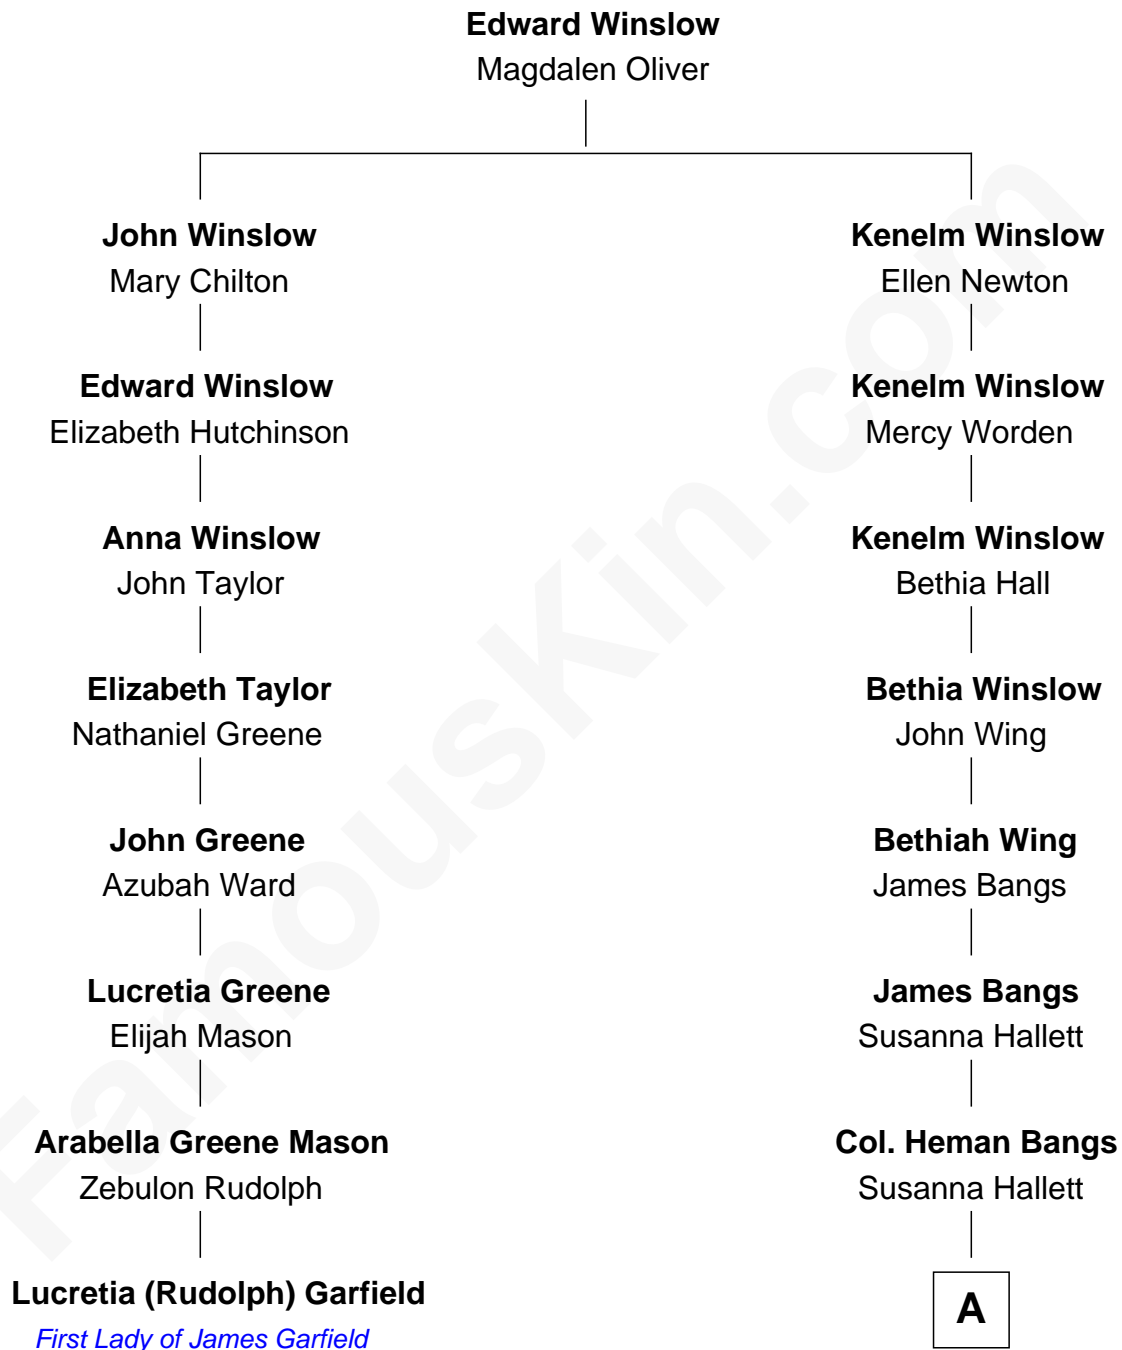 Edward Winslow
Magdalen Oliver
John Winslow
Mary Chilton
Kenelm Winslow
Ellen Newton
Edward Winslow
Elizabeth Hutchinson
Kenelm Winslow
Mercy Worden
Anna Winslow
John Taylor
Kenelm Winslow
Bethia Hall
Elizabeth Taylor
Nathaniel Greene
Bethia Winslow
John Wing
John Greene
Azubah Ward
Bethiah Wing
James Bangs
Lucretia Greene
Elijah Mason
James Bangs
Susanna Hallett
Arabella Greene Mason
Zebulon Rudolph
Col. Heman Bangs
Susanna Hallett
Lucretia (Rudolph) Garfield
First Lady of James Garfield
A
FamousKin.com